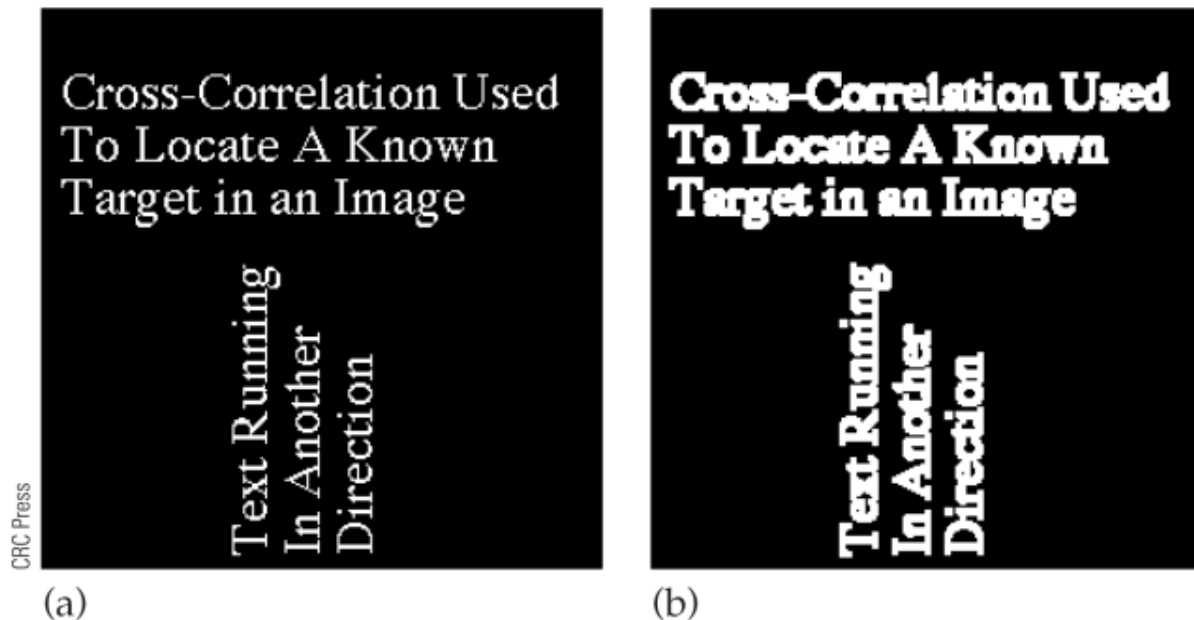 Cross-Correlation Used
To Locate A Known
Target in an Image
Text Running
In Another
Direction
CRC Press
(a)
Cross-Correlation Used
To Locate A Known
Target in an Image
Text Running
In Another
Direction
(b)